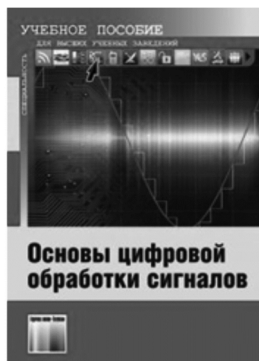 УЧЕБНОЕ ПОСОБИЕ
ДЛЯ ВЫСШИХ УЧЕБНЫХ ЗАВЕДЕНИЙ
СПЕЦИАЛЬНОСТЬ
Основы цифровой
обработки сигналов